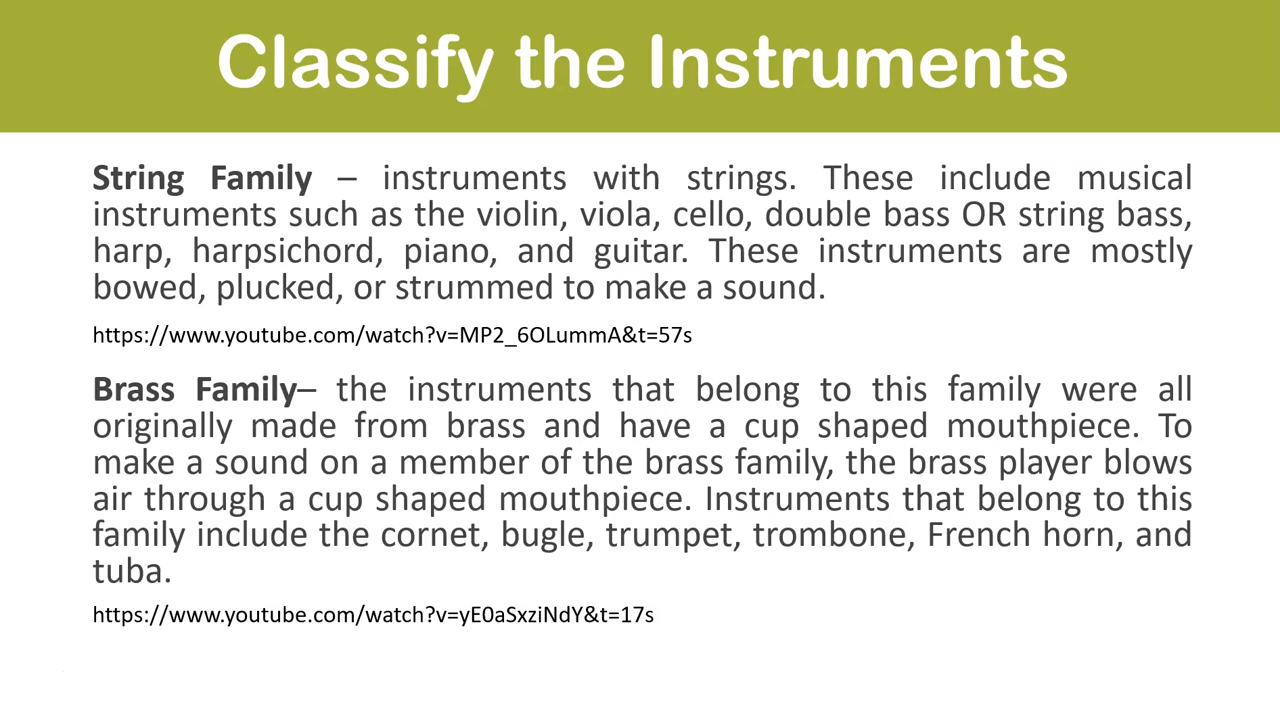 Classify the Instruments
String Family – instruments with strings. These include musical
instruments such as the violin, viola, cello, double bass OR string bass,
harp, harpsichord, piano, and guitar. These instruments are mostly
bowed, plucked, or strummed to make a sound.
https://www.youtube.com/watch?v=MP2_6OLummA&t=57s
Brass Family– the instruments that belong to this family were all
originally made from brass and have a cup shaped mouthpiece. To
make a sound on a member of the brass family, the brass player blows
air through a cup shaped mouthpiece. Instruments that belong to this
family include the cornet, bugle, trumpet, trombone, French horn, and
tuba.
https://www.youtube.com/watch?v=yE0aSxziNdY&t=17s